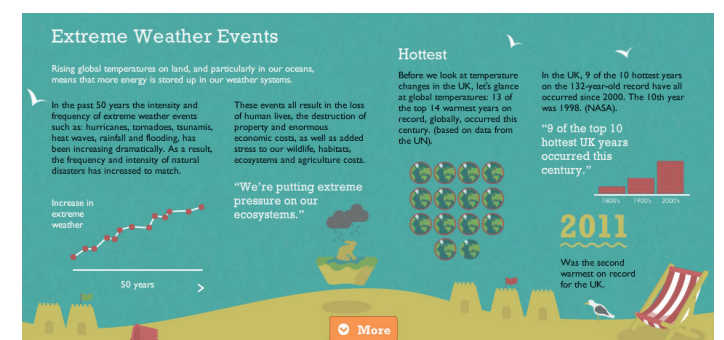 Extreme Weather Events
Rising global temperatures on land, and particularly in our oceans,
means that more energy is stored up in our weather systems.
In the past 50 years the intensity and
frequency of extreme weather events
such as: hurricanes, tornadoes, tsunamis,
heat waves, rainfall and flooding, has
been increasing dramatically. As a result,
the frequency and intensity of natural
disasters has increased to match.
Increase in
extreme
weather
50 years
These events all result in the loss
of human lives, the destruction of
property and enormous
economic costs, as well as added
stress to our wildlife, habitats,
ecosystems and agriculture costs.
“We’re putting extreme
pressure on our
ecosystems.”
Hottest
Before we look at temperature
changes in the UK, let’s glance
at global temperatures: 13 of
the top 14 warmest years on
record, globally, occurred this
century. (based on data from
the UN).
In the UK, 9 of the 10 hottest years
on the 132-year-old record have all
occurred since 2000. The 10th year
was 1998. (NASA).
“9 of the top 10
hottest UK years
occurred this
century.”
1800's 1900's 2000's
2011
Was the second
warmest on record
for the UK.
More